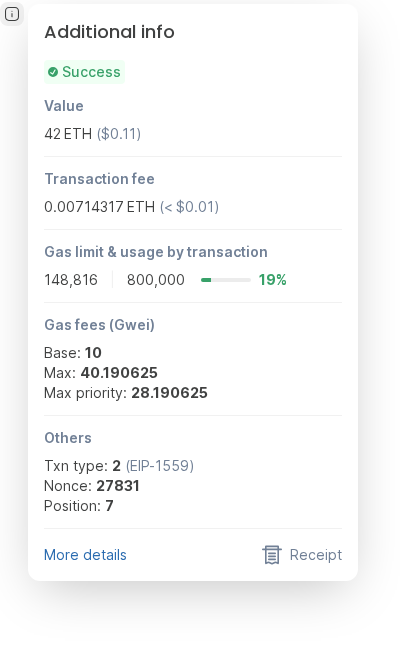 Additional info
Success
Value
42 ETH ($0.11)
Transaction fee
0.00714317 ETH (< $0.01)
Gas limit & usage by transaction
148,816 800,000 19%
Gas fees (Gwei)
Base: 10
Max: 40.190625
Max priority: 28.190625
Others
Txn type: 2 (EIP-1559)
Nonce: 27831
Position: 7
More details Receipt